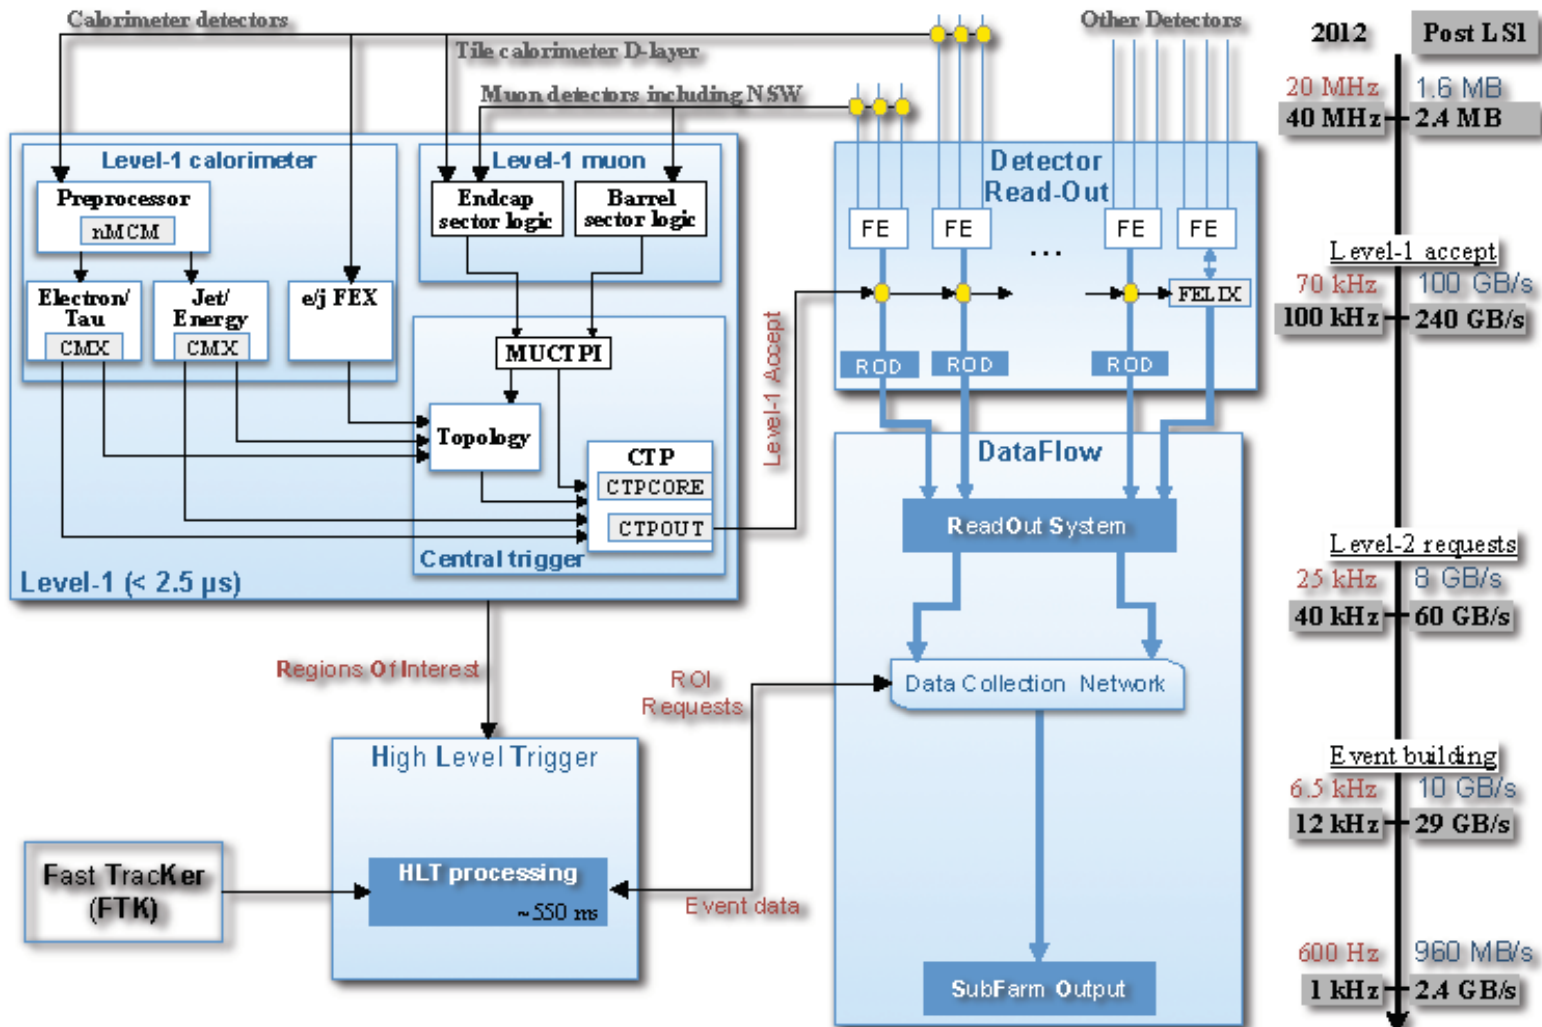 Calorimeter detectors
Tile calorimeter D-layer
Muon detectors including NSW
Other Detectors
Level-1 calorimeter
Preprocessor
nMCM
Electron/
Tau
CMX
Jet/
Energy
CMX
e/j FEX
Level-1 muon
Endcap
sector logic
Barrel
sector logic
MUCTPI
Topology
CTP
CTPCORE
CTPOUT
Central trigger
Level-1 (< 2.5 µs)
Level-1 Accept
Detector
Read-Out
FE
FE
...
FE
FE
FELIX
ROD
ROD
ROD
DataFlow
ReadOut System
Data Collection Network
SubFarm Output
Regions Of Interest
ROI
Requests
High Level Trigger
HLT processing
~550 ms
Event data
Fast TracKer
(FTK)
2012 Post LS1
20 MHz 1.6 MB
40 MHz 2.4 MB
Level-1 accept
70 kHz 100 GB/s
100 kHz 240 GB/s
Level-2 requests
25 kHz 8 GB/s
40 kHz 60 GB/s
Event building
6.5 kHz 10 GB/s
12 kHz 29 GB/s
600 Hz 960 MB/s
1 kHz 2.4 GB/s